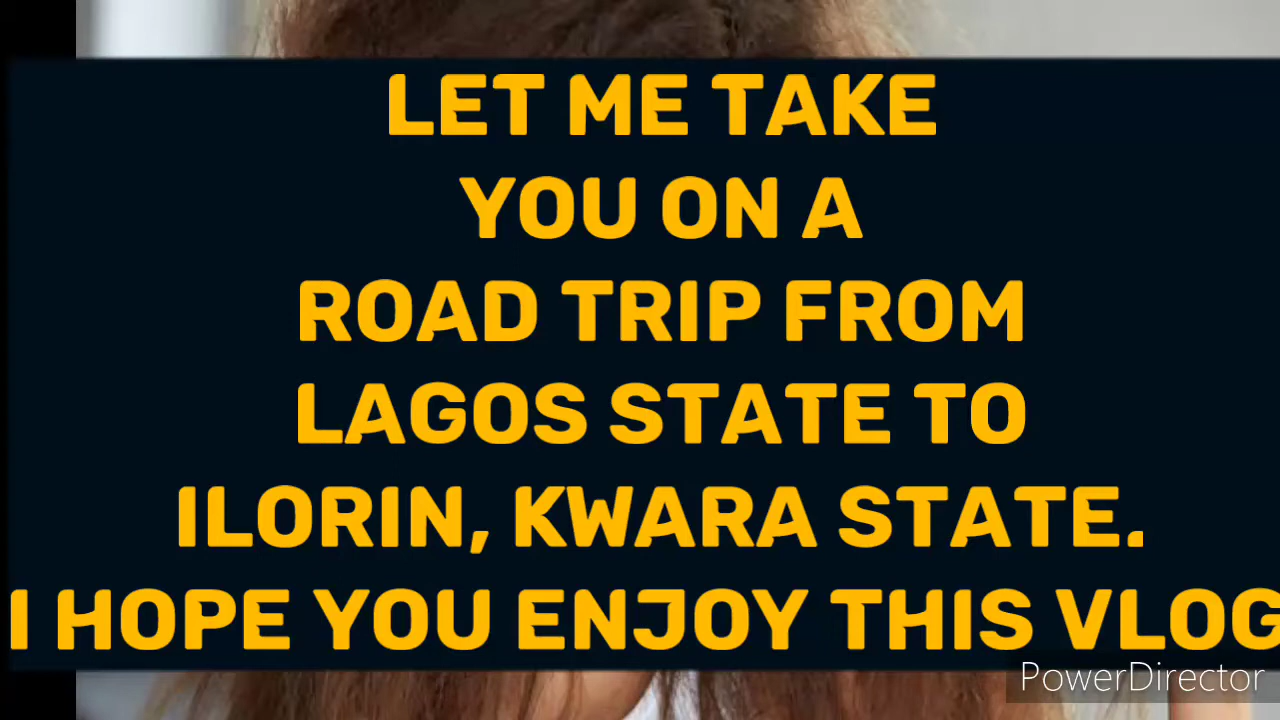 LET ME TAKE
YOU ON A
ROAD TRIP FROM
LAGOS STATE TO
ILORIN, KWARA STATE.
I HOPE YOU ENJOY THIS VLOG
PowerDirector